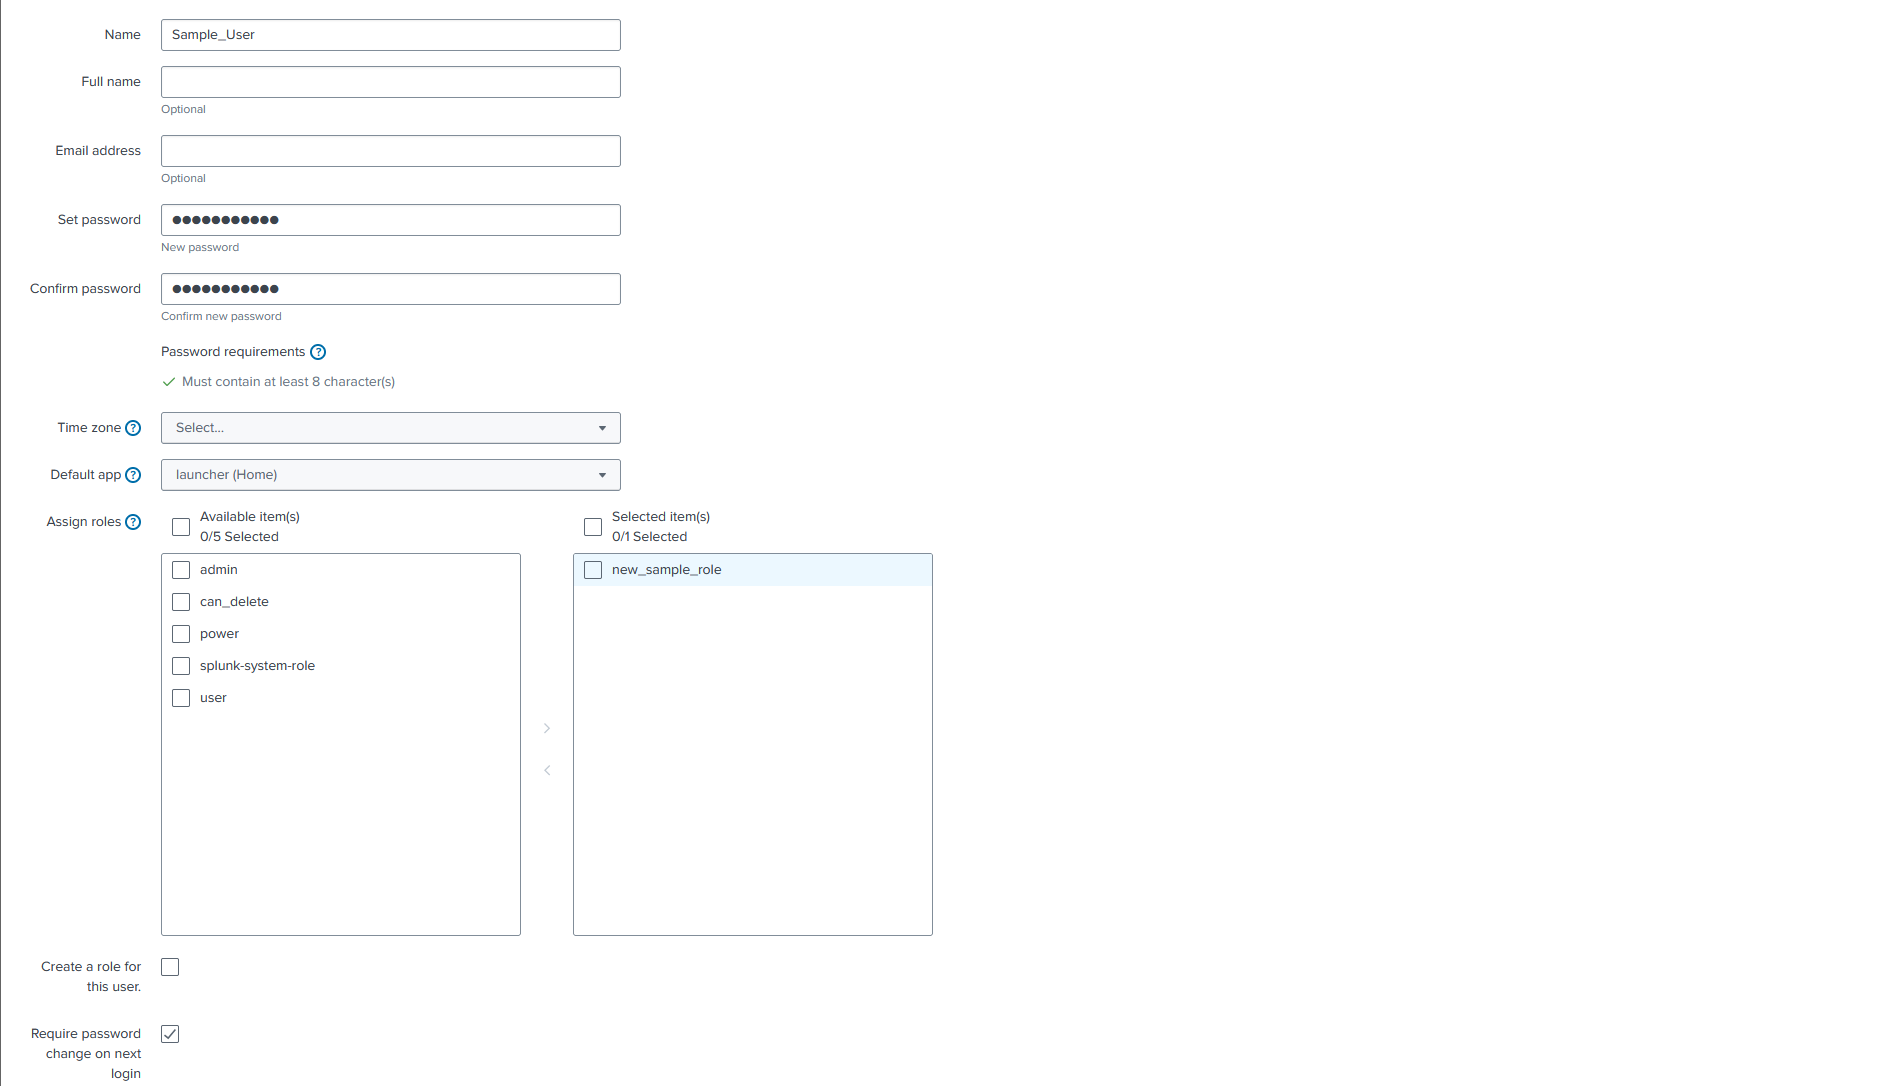 Name
Sample_User
Full name
Optional
Email address
Optional
Set password
●●●●●●●●●●●
New password
Confirm password
●●●●●●●●●●●
Confirm new password
Password requirements ?
Must contain at least 8 character(s)
Time zone ?
Select...
Default app ?
launcher (Home)
Assign roles ?
Available item(s)
0/5 Selected
admin
can_delete
power
splunk-system-role
user
Selected item(s)
0/1 Selected
new_sample_role
Create a role for
this user.
Require password
change on next
login